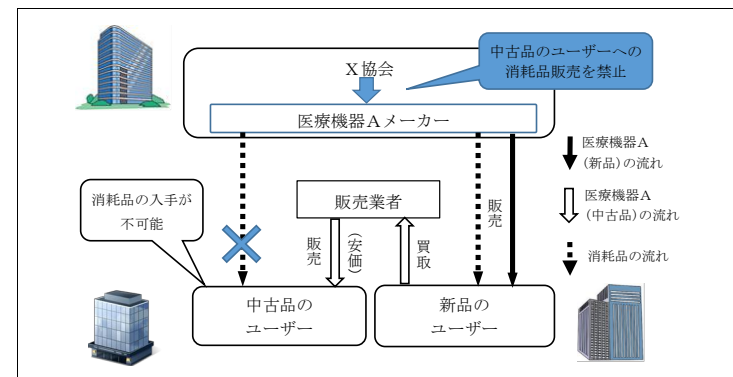 X協会
中古品のユーザーへの
消耗品販売を禁止
医療機器Aメーカー
医療機器A
(新品)の流れ
医療機器A
(中古品)の流れ
消耗品の流れ
消耗品の入手が
不可能
販売業者
販売
(安価)
買取
販売
中古品の
ユーザー
新品の
ユーザー